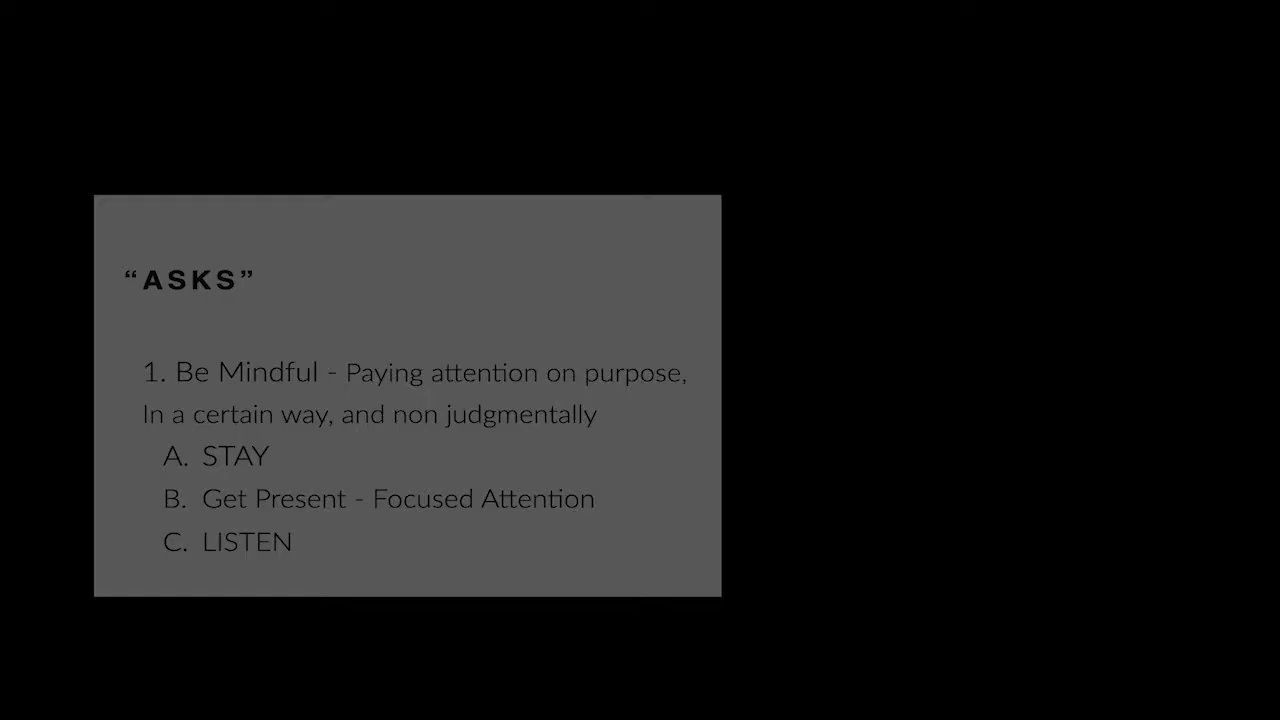 “ASKS”
1. Be Mindful - Paying attention on purpose,
In a certain way, and non judgmentally
A. STAY
B. Get Present - Focused Attention
C. LISTEN